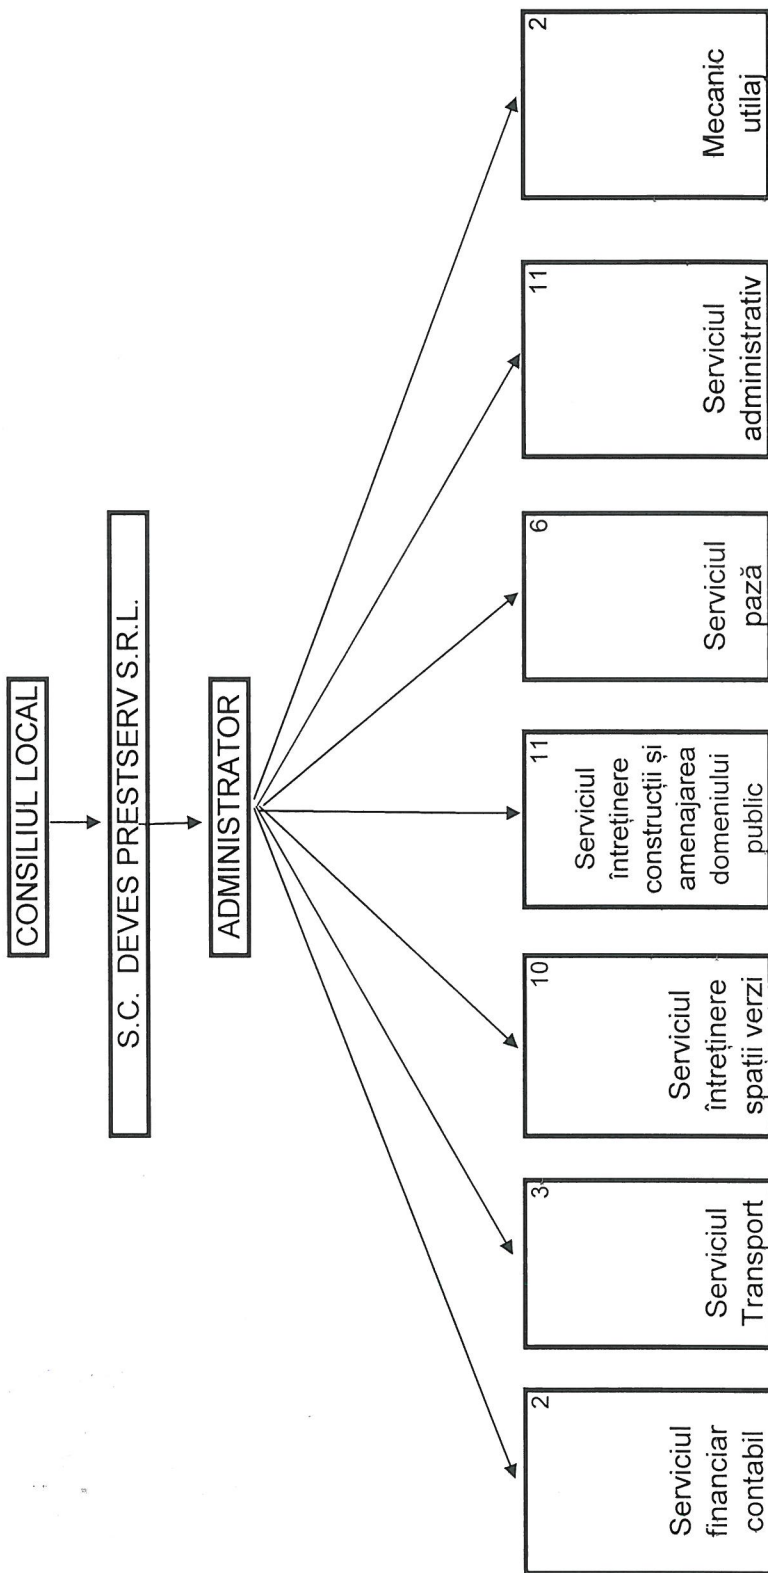 CONSILIUL LOCAL
S.C. DEVES PRESTSERV S.R.L.
ADMINISTRATOR
2
Serviciul
financiar
contabil
3
Serviciul
Transport
10
Serviciul
întreținere
spații verzi
11
Serviciul
întreținere
construcții și
amenajarea
domeniului
public
6
Serviciul
pază
11
Serviciul
administrativ
2
Mecanic
utilaj